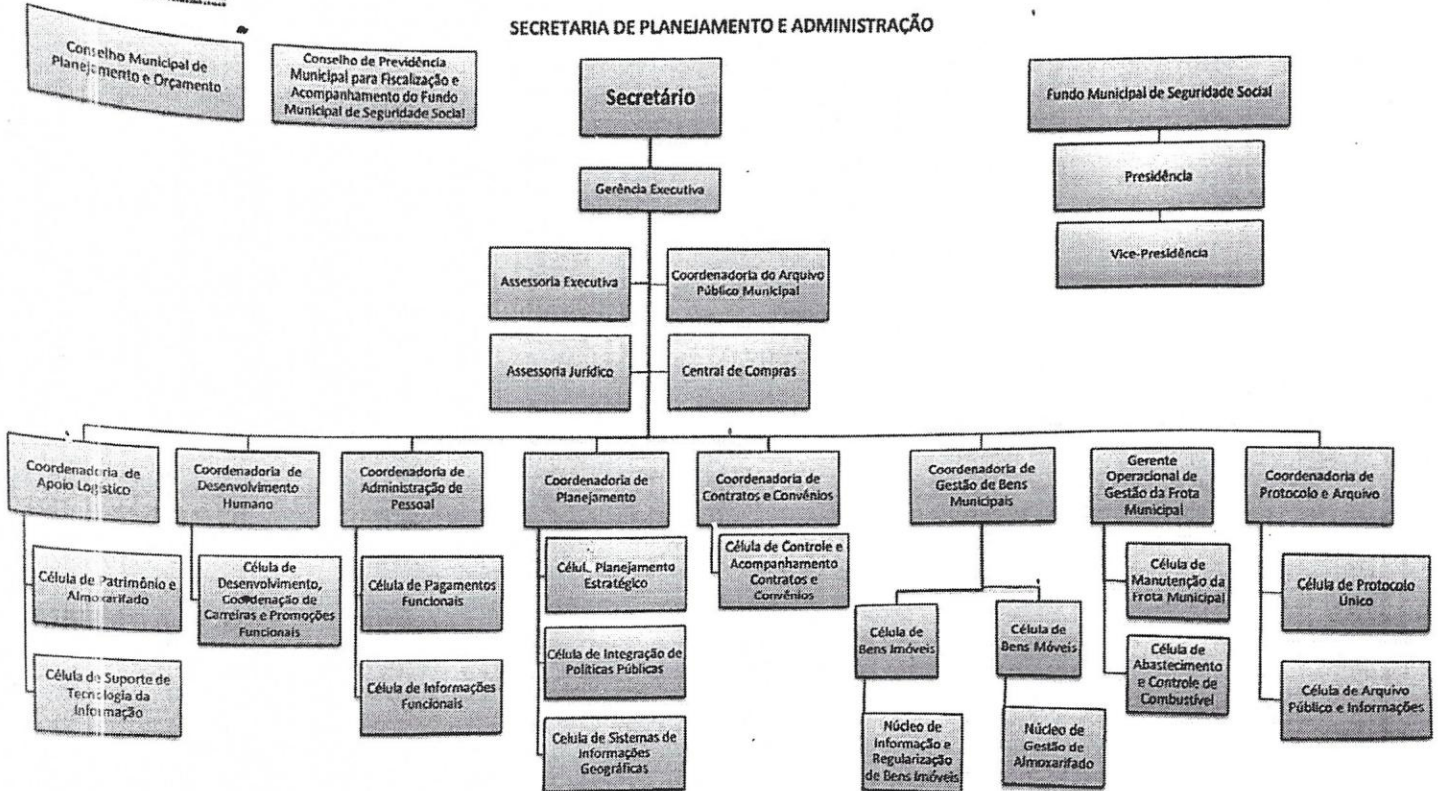 SECRETARIA DE PLANEJAMENTO E ADMINISTRAÇÃO
Conselho Municipal de
Planejamento e Orçamento
Conselho de Previdência
Municipal para Fiscalização e
Acompanhamento do Fundo
Municipal de Seguridade Social
Secretário
Fundo Municipal de Seguridade Social
Gerência Executiva
Presidência
Vice-Presidência
Assessoria Executiva
Coordenadoria do Arquivo
Público Municipal
Assessoria Jurídico
Central de Compras
Coordenadoria de
Apoio Logístico
Coordenadoria de
Desenvolvimento
Humano
Coordenadoria de
Administração de
Pessoal
Coordenadoria de
Planejamento
Coordenadoria de
Contratos e Convênios
Coordenadoria de
Gestão de Bens
Municipais
Gerente
Operacional de
Gestão da Frota
Municipal
Coordenadoria de
Protocolo e Arquivo
Célula de Patrimônio e
Almoxarifado
Célula de
Desenvolvimento,
Coordenação de
Carreiras e Promoções
Funcionais
Célula de Pagamentos
Funcionais
Célul. Planejamento
Estratégico
Célula de Controle e
Acompanhamento
Contratos e
Convênios
Célula de
Manutenção da
Frota Municipal
Célula de Protocolo
Único
Célula de
Bens Imóveis
Célula de
Bens Móveis
Célula de Suporte de
Tecnologia da
Informação
Célula de Informações
Funcionais
Célula de Integração de
Políticas Públicas
Célula de
Abastecimento
e Controle de
Combustível
Célula de Arquivo
Público e Informações
Celula de Sistemas de
Informações
Geográficas
Núcleo de
Informação e
Regularização
de Bens Imóveis
Núcleo de
Gestão de
Almoxarifado